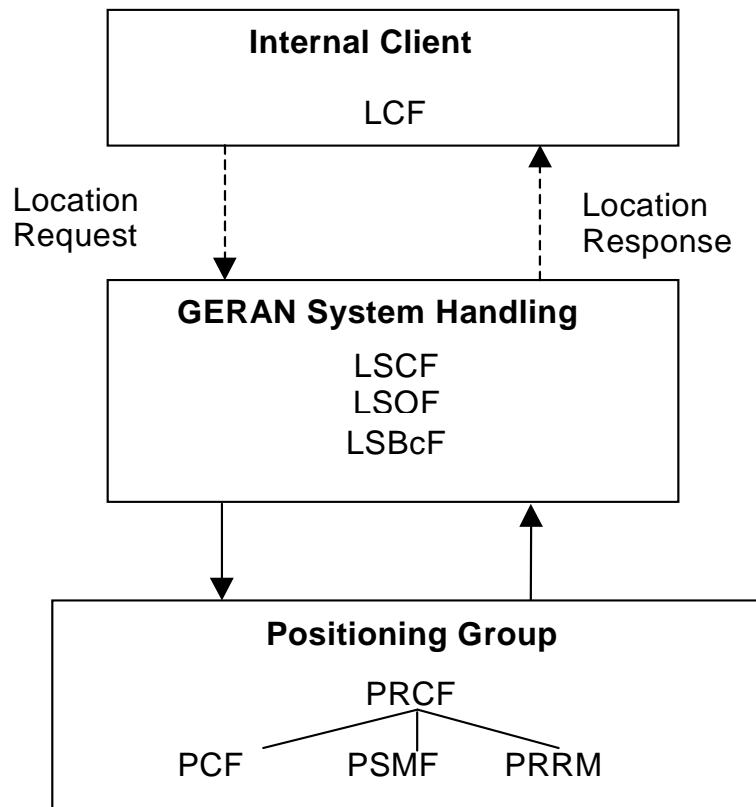 Internal Client
LCF
Location
Request
Location
Response
GERAN System Handling
LSCF
LSOF
LSBcF
Positioning Group
PRCF
PCF PSMF PRRM